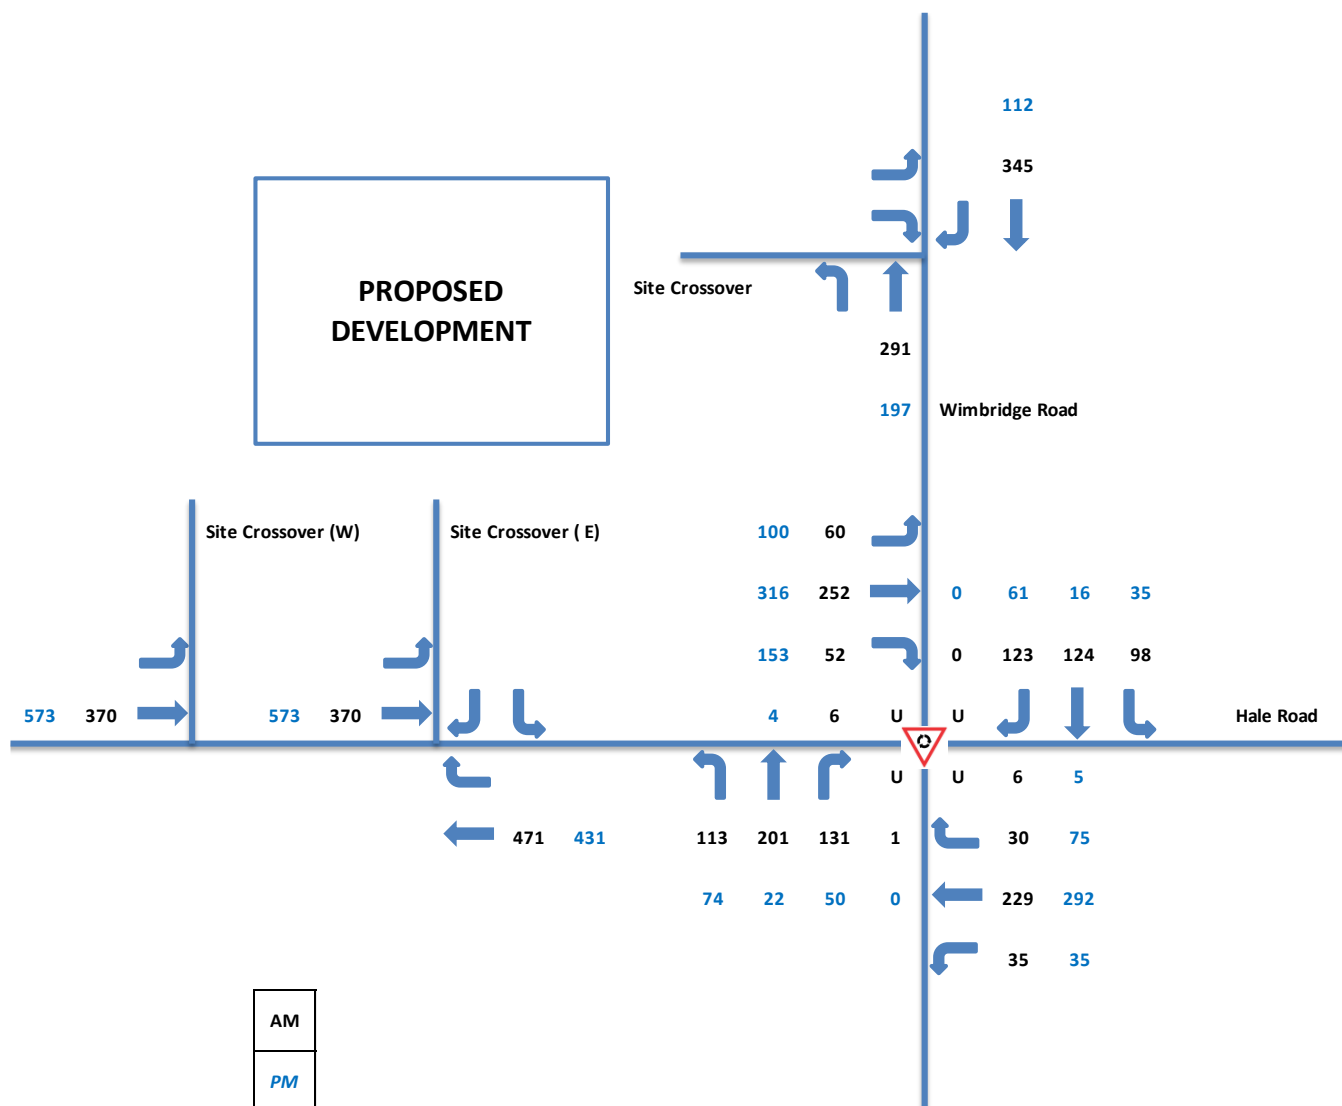 112
345
PROPOSED
DEVELOPMENT
Site Crossover
291
197 Wimbridge Road
Site Crossover (W) Site Crossover ( E)
100 60
316 252 0 61 16 35
153 52 0 123 124 98
573 370 573 370 4 6 U U Hale Road
U U 6 5
471 431 113 201 131 1 30 75
74 22 50 0 229 292
35 35
AM
PM